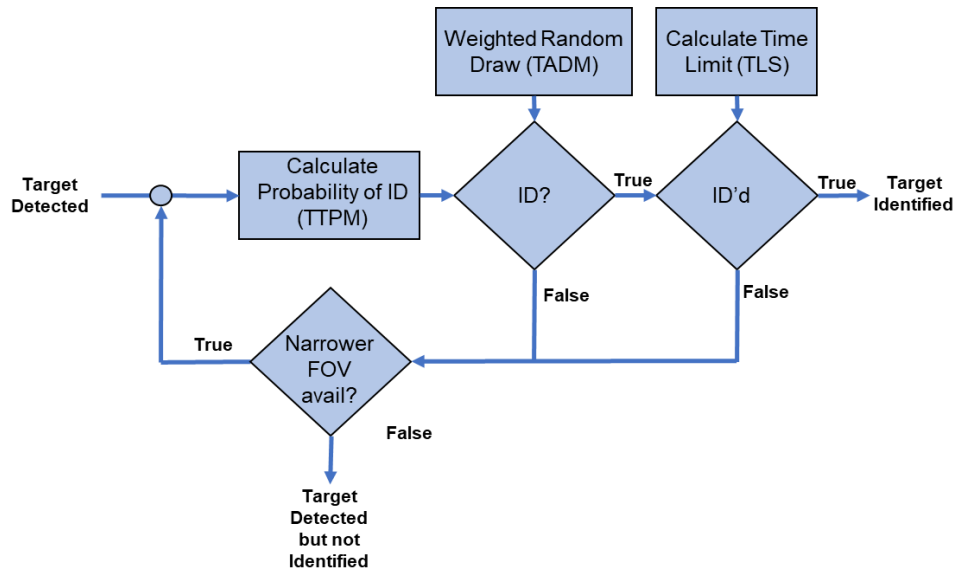 Weighted Random
Draw (TADM)
Calculate Time
Limit (TLS)
Target
Detected
Calculate
Probability of ID
(TTPM)
ID?
True
ID'd
True
Target
Identified
False
False
True
Narrower
FOV
avail?
False
Target
Detected
but not
Identified